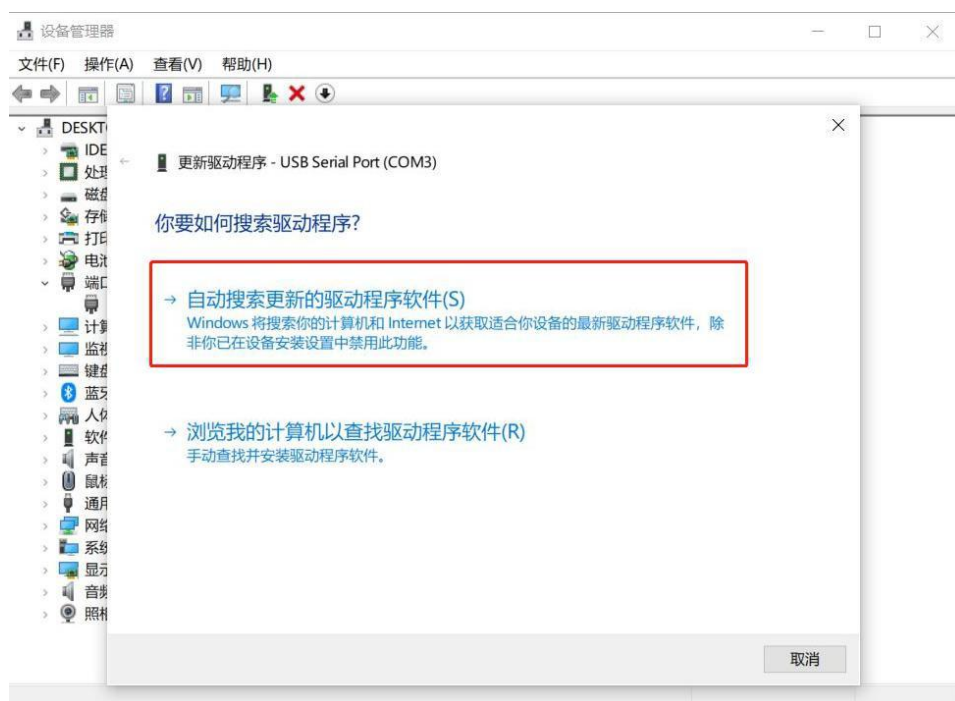 设备管理器
文件(F) 操作(A) 查看(V) 帮助(H)
DESKT
IDE
处理
磁盘
存储
打印
电池
端口
计算
监视
键盘
蓝牙
人体
软件
声音
鼠标
通用
网络
系统
显示
音频
照相
更新驱动程序 - USB Serial Port (COM3)
你要如何搜索驱动程序?
→ 自动搜索更新的驱动程序软件(S)
Windows 将搜索你的计算机和 Internet 以获取适合你设备的最新驱动程序软件，除
非你已在设备安装设置中禁用此功能。
→ 浏览我的计算机以查找驱动程序软件(R)
手动查找并安装驱动程序软件。
取消